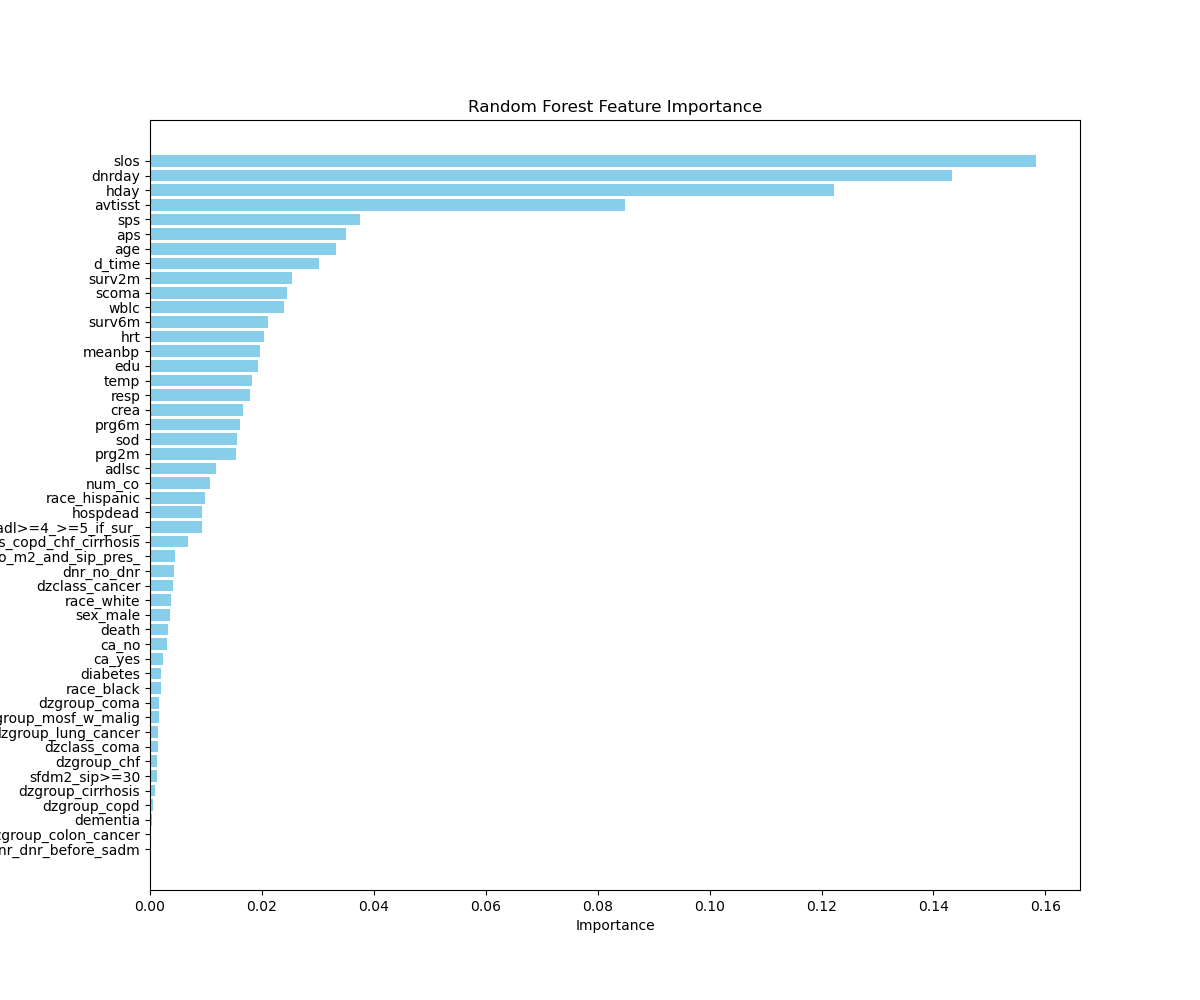 Random Forest Feature Importance
slos
dnrday
hday
avtisst
sps
aps
age
d_time
surv2m
scoma
wblc
surv6m
hrt
meanbp
edu
temp
resp
crea
prg6m
sod
prg2m
adlsc
num_co
race_hispanic
hospdead
adl>=4_>=5_if_sur_
s_copd_chf_cirrhosis
o_m2_and_sip_pres_
dnr_no_dnr
dzclass_cancer
race_white
sex_male
death
ca_no
ca_yes
diabetes
race_black
dzgroup_coma
group_mosf_w_malig
dzgroup_lung_cancer
dzclass_coma
dzgroup_chf
sfdm2_sip>=30
dzgroup_cirrhosis
dzgroup_copd
dementia
group_colon_cancer
nr_dnr_before_sadm
0.00 0.02 0.04 0.06 0.08 0.10 0.12 0.14 0.16
Importance